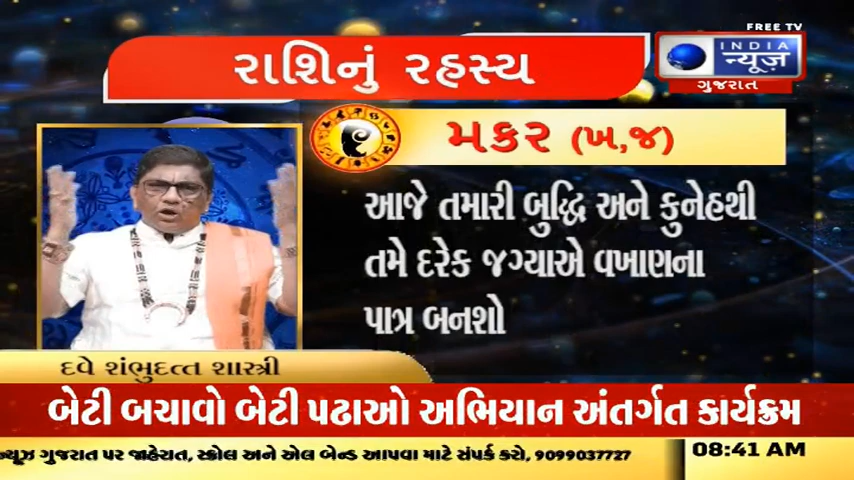 FREE TV
રાશિનું રહસ્ય
INDIA
ન્યૂઝ
ગુજરાત
મકર (ખ,જ)
આજે તમારી બુદ્ધિ અને કુનેહથી
તમે દરેક જગ્યાએ વખાણના
પાત્ર બનશો
દવે શંભુદત્ત શાસ્ત્રી
બેટી બચાવો બેટી પઢાઓ અભિયાન અંતર્ગત કાર્યક્રમ
ન્યૂઝ ગુજરાત પર જાહેરાત, સ્ક્રોલ અને એલ બેન્ડ આપવા માટે સંપર્ક કરો, 9099037727
08:41 AM